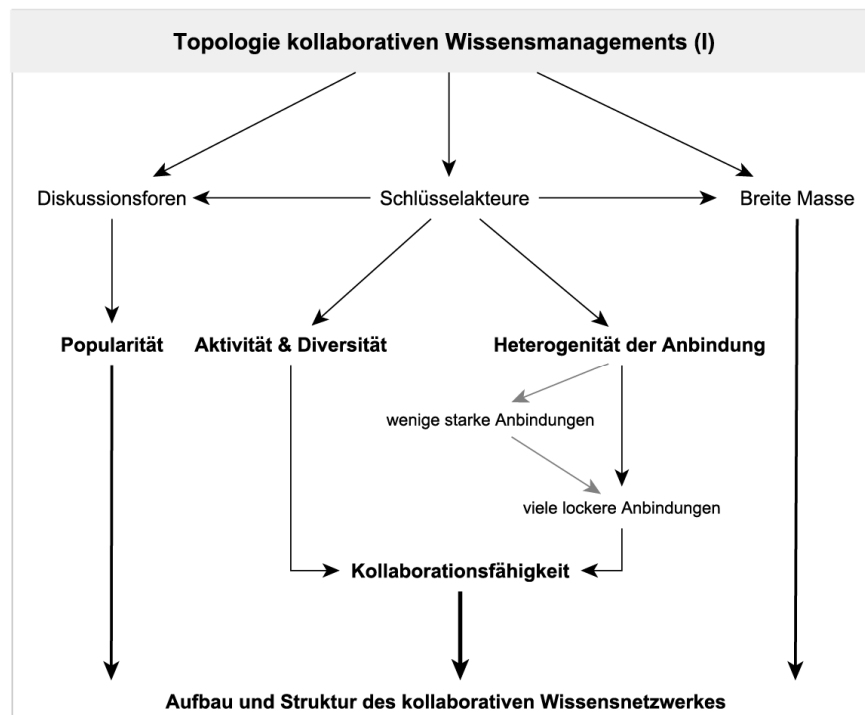 Topologie kollaborativen Wissensmanagements (I)
Diskussionsforen
Schlüsselakteure
Breite Masse
Popularität
Aktivität & Diversität
Heterogenität der Anbindung
wenige starke Anbindungen
viele lockere Anbindungen
Kollaborationsfähigkeit
Aufbau und Struktur des kollaborativen Wissensnetzwerkes